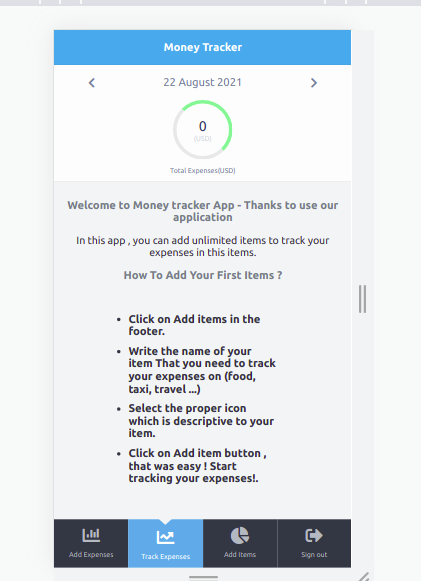 Money Tracker
22 August 2021
0
(USD)
Total Expenses(USD)
Welcome to Money tracker App - Thanks to use our
application
In this app , you can add unlimited items to track your
expenses in this items.
How To Add Your First Items ?
• Click on Add items in the
footer.
• Write the name of your
item That you need to track
your expenses on (food,
taxi, travel ...)
• Select the proper icon
which is descriptive to your
item.
• Click on Add item button ,
that was easy ! Start
tracking your expenses!.
Add Expenses
Track Expenses
Add Items
Sign out